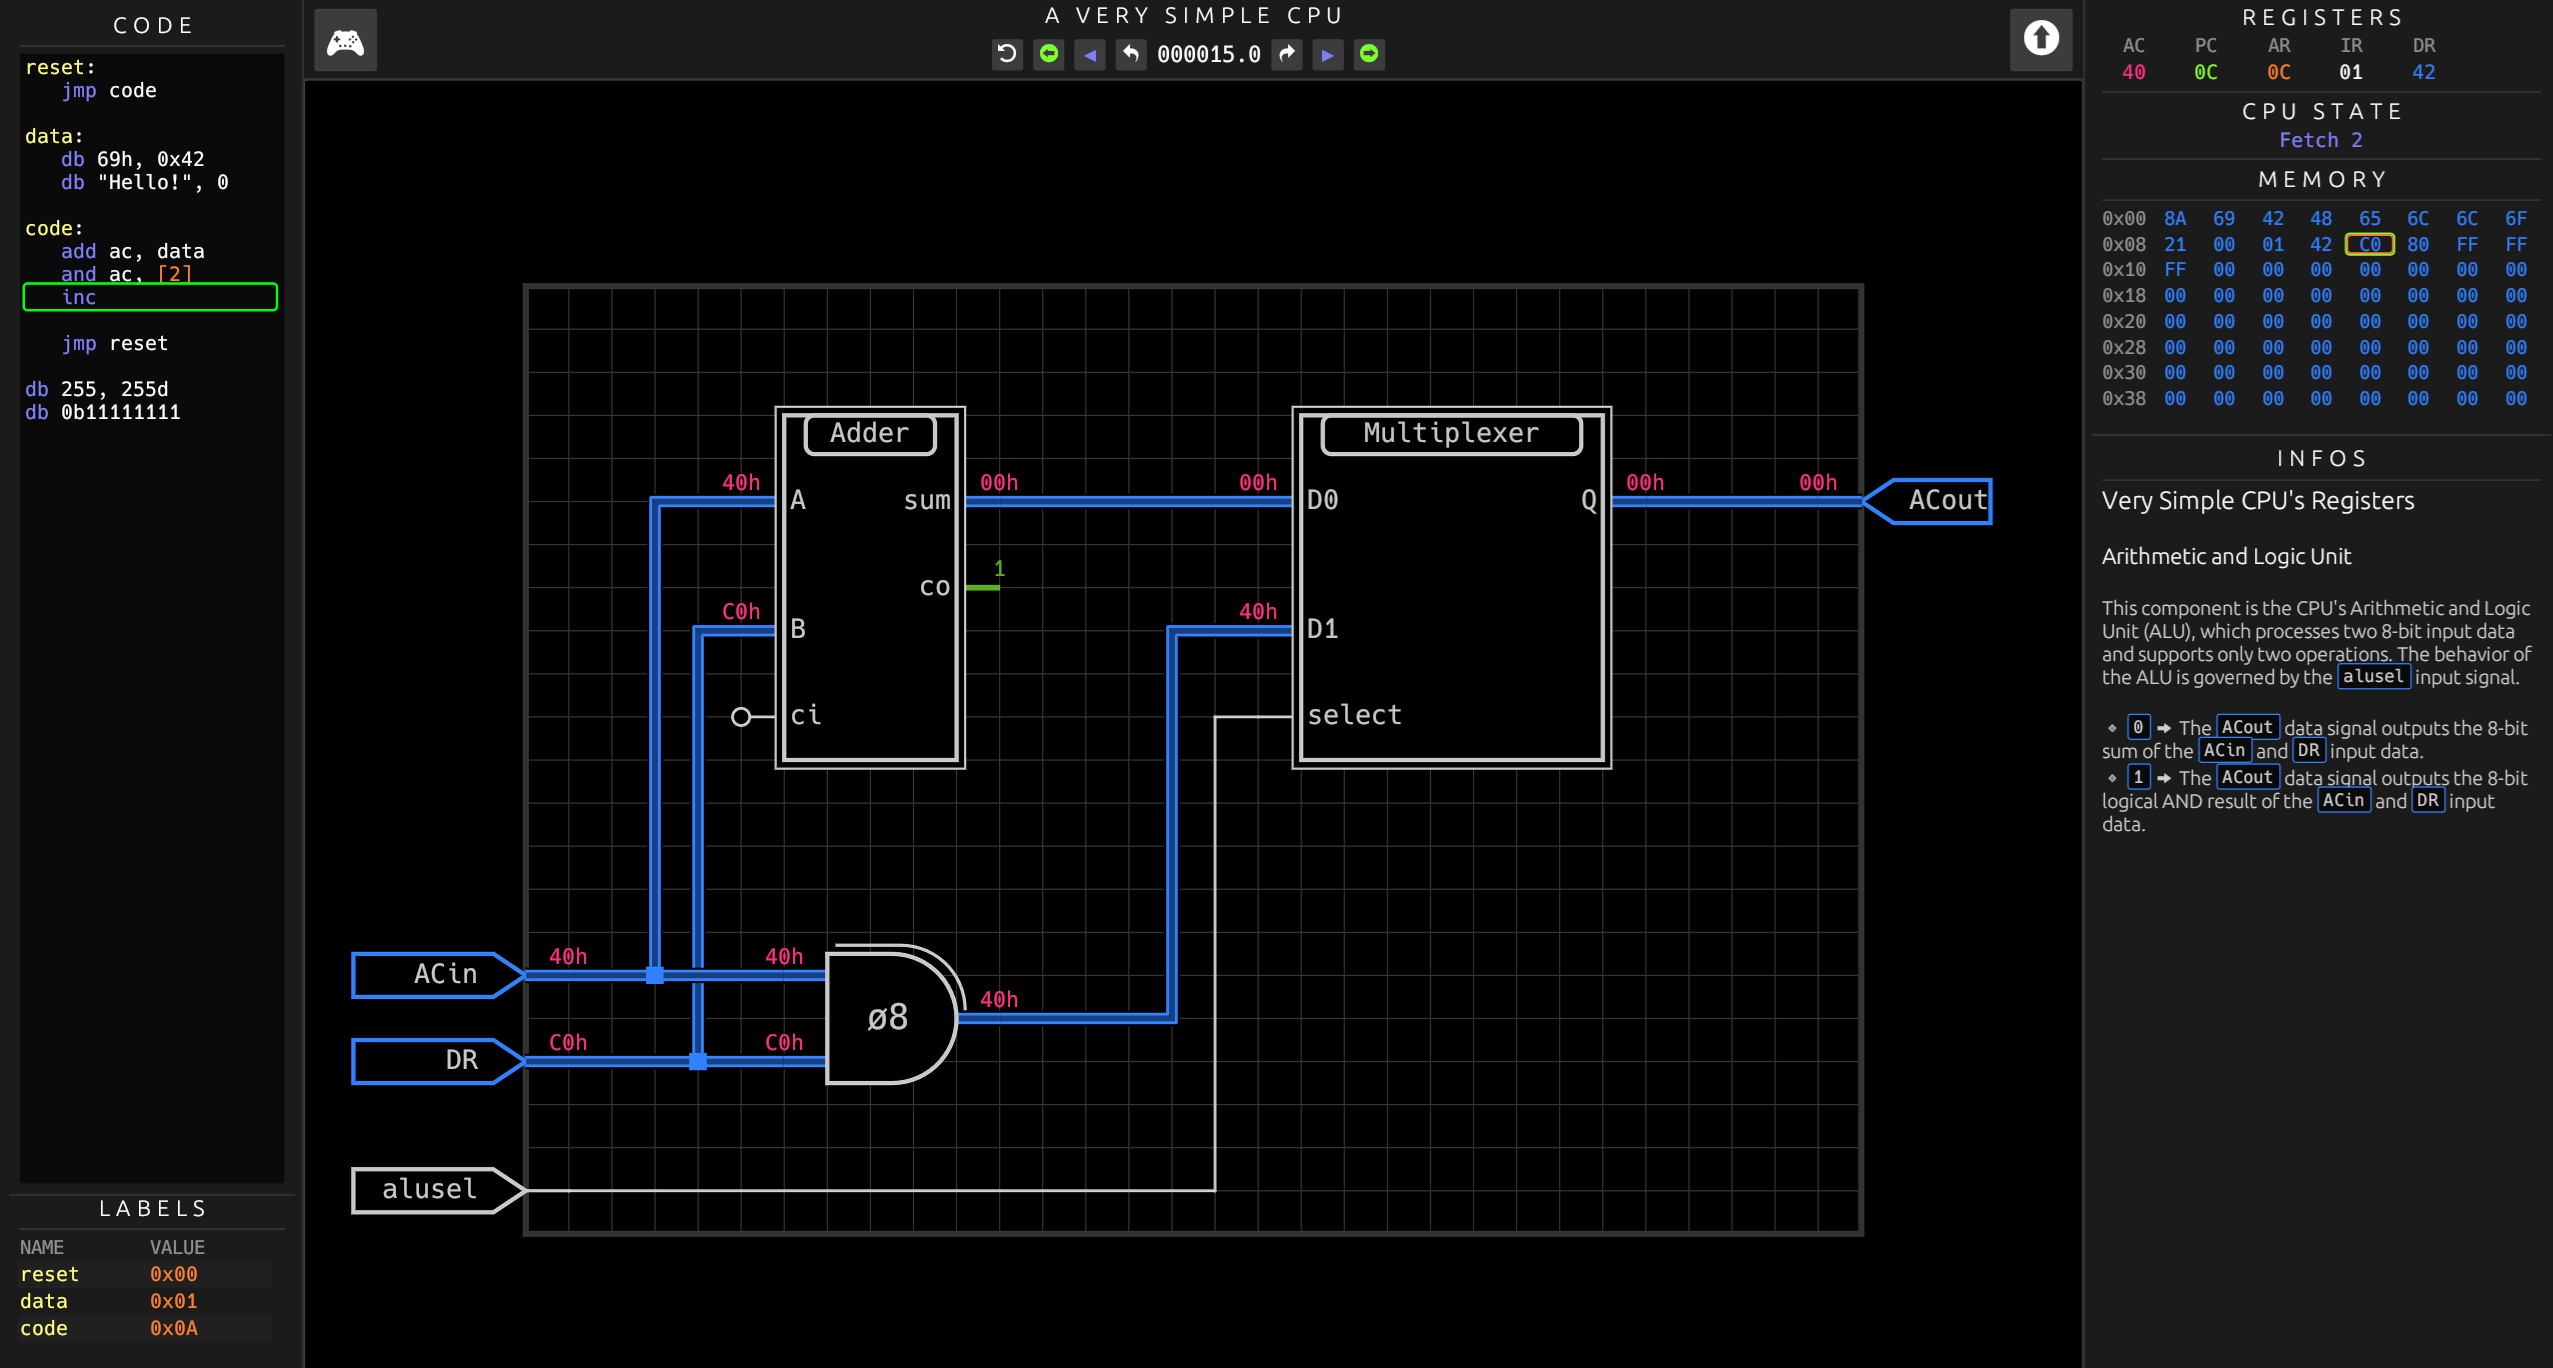 CODE
reset:
jmp code
data:
db 69h, 0x42
db "Hello!", 0
code:
add ac, data
and ac, [2]
inc
jmp reset
db 255, 255d
db 0b11111111
LABELS
NAME VALUE
reset 0x00
data 0x01
code 0x0A
A VERY SIMPLE CPU
000015.0
Adder
40h A sum 00h
co 1
C0h B
ci
Multiplexer
00h D0 Q 00h 00h
40h D1
select
ACout
ACin 40h 40h
ø8 40h
DR C0h C0h
alusel
REGISTERS
AC PC AR IR DR
40 0C 0C 01 42
CPU STATE
Fetch 2
MEMORY
0x00 8A 69 42 48 65 6C 6C 6F
0x08 21 00 01 42 C0 80 FF FF
0x10 FF 00 00 00 00 00 00 00
0x18 00 00 00 00 00 00 00 00
0x20 00 00 00 00 00 00 00 00
0x28 00 00 00 00 00 00 00 00
0x30 00 00 00 00 00 00 00 00
0x38 00 00 00 00 00 00 00 00
INFOS
Very Simple CPU's Registers
Arithmetic and Logic Unit
This component is the CPU's Arithmetic and Logic
Unit (ALU), which processes two 8-bit input data
and supports only two operations. The behavior of
the ALU is governed by the alusel input signal.
⬥ 0 ➡ The ACout data signal outputs the 8-bit
sum of the ACin and DR input data.
⬥ 1 ➡ The ACout data signal outputs the 8-bit
logical AND result of the ACin and DR input
data.